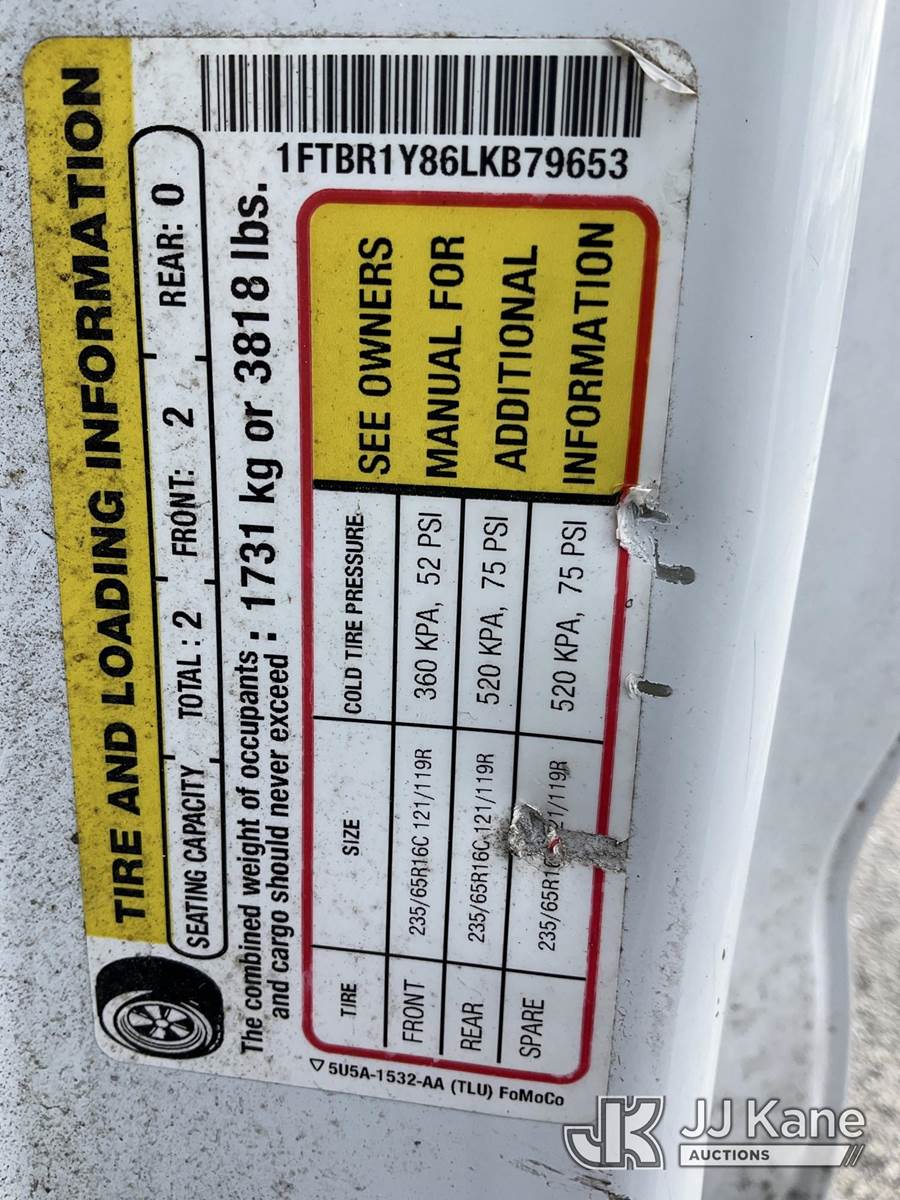 TIRE AND LOADING INFORMATION
SEATING CAPACITY TOTAL : 2 FRONT: 2 REAR: 0
The combined weight of occupants
and cargo should never exceed : 1731 kg or 3818 lbs.
TIRE SIZE COLD TIRE PRESSURE
FRONT 235/65R16C 121/119R 360 KPA, 52 PSI
REAR 235/65R16C 121/119R 520 KPA, 75 PSI
SPARE 520 KPA, 75 PSI
SEE OWNERS
MANUAL FOR
ADDITIONAL
INFORMATION
1FTBR1Y86LKB79653
5U5A-1532-AA (TLU) FoMoCo
JK JJ Kane
AUCTIONS